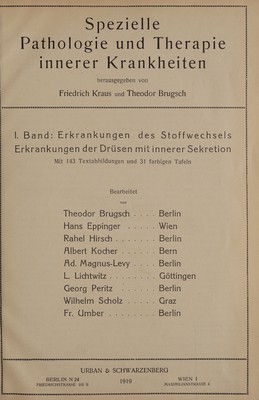 Spezielle
Pathologie und Therapie
innerer Krankheiten
herausgegeben von
Friedrich Kraus und Theodor Brugsch
I. Band: Erkrankungen des Stoffwechsels
Erkrankungen der Drüsen mit innerer Sekretion
Mit 143 Textabbildungen und 31 farbigen Tafeln
Bearbeitet
von
Theodor Brugsch .... Berlin
Hans Eppinger ..... Wien
Rahel Hirsch ...... Berlin
Albert Kocher ..... Bern
Ad. Magnus-Levy .... Berlin
L. Lichtwitz ..... Göttingen
Georg Peritz ..... Berlin
Wilhelm Scholz .... Graz
Fr. Umber ....... Berlin
URBAN & SCHWARZENBERG
BERLIN N 24 1919 WIEN I
FRIEDRICHSTRASSE MAXIMILIANSTRASSE 4